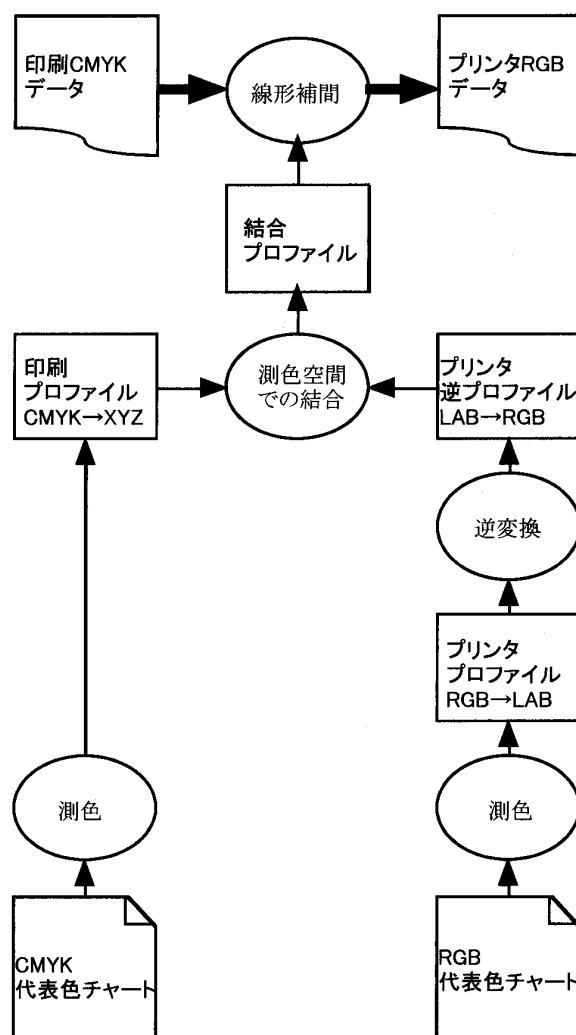 印刷CMYK
データ
線形補間
プリンタRGB
データ
結合
プロファイル
印刷
プロファイル
CMYK→XYZ
測色空間
での結合
プリンタ
逆プロファイル
LAB→RGB
逆変換
プリンタ
プロファイル
RGB→LAB
測色
測色
CMYK
代表色チャート
RGB
代表色チャート